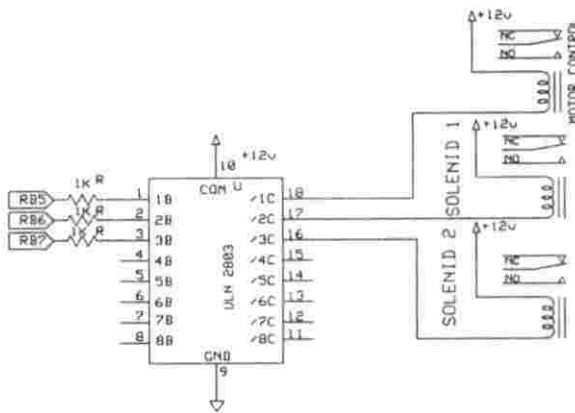 +12v
NC
NO
MOTOR CONTROL
+12v
NC
NO
SOLENID 1
+12v
NC
NO
SOLENID 2
10 +12v
COM U
RB5 1K R 1 1B /1C 18
RB6 1K R 2 2B /2C 17
RB7 1K R 3 3B /3C 16
4 4B /4C 15
5 5B /5C 14
6 6B /6C 13
7 7B /7C 12
8 8B /8C 11
ULN 2803
GND
9